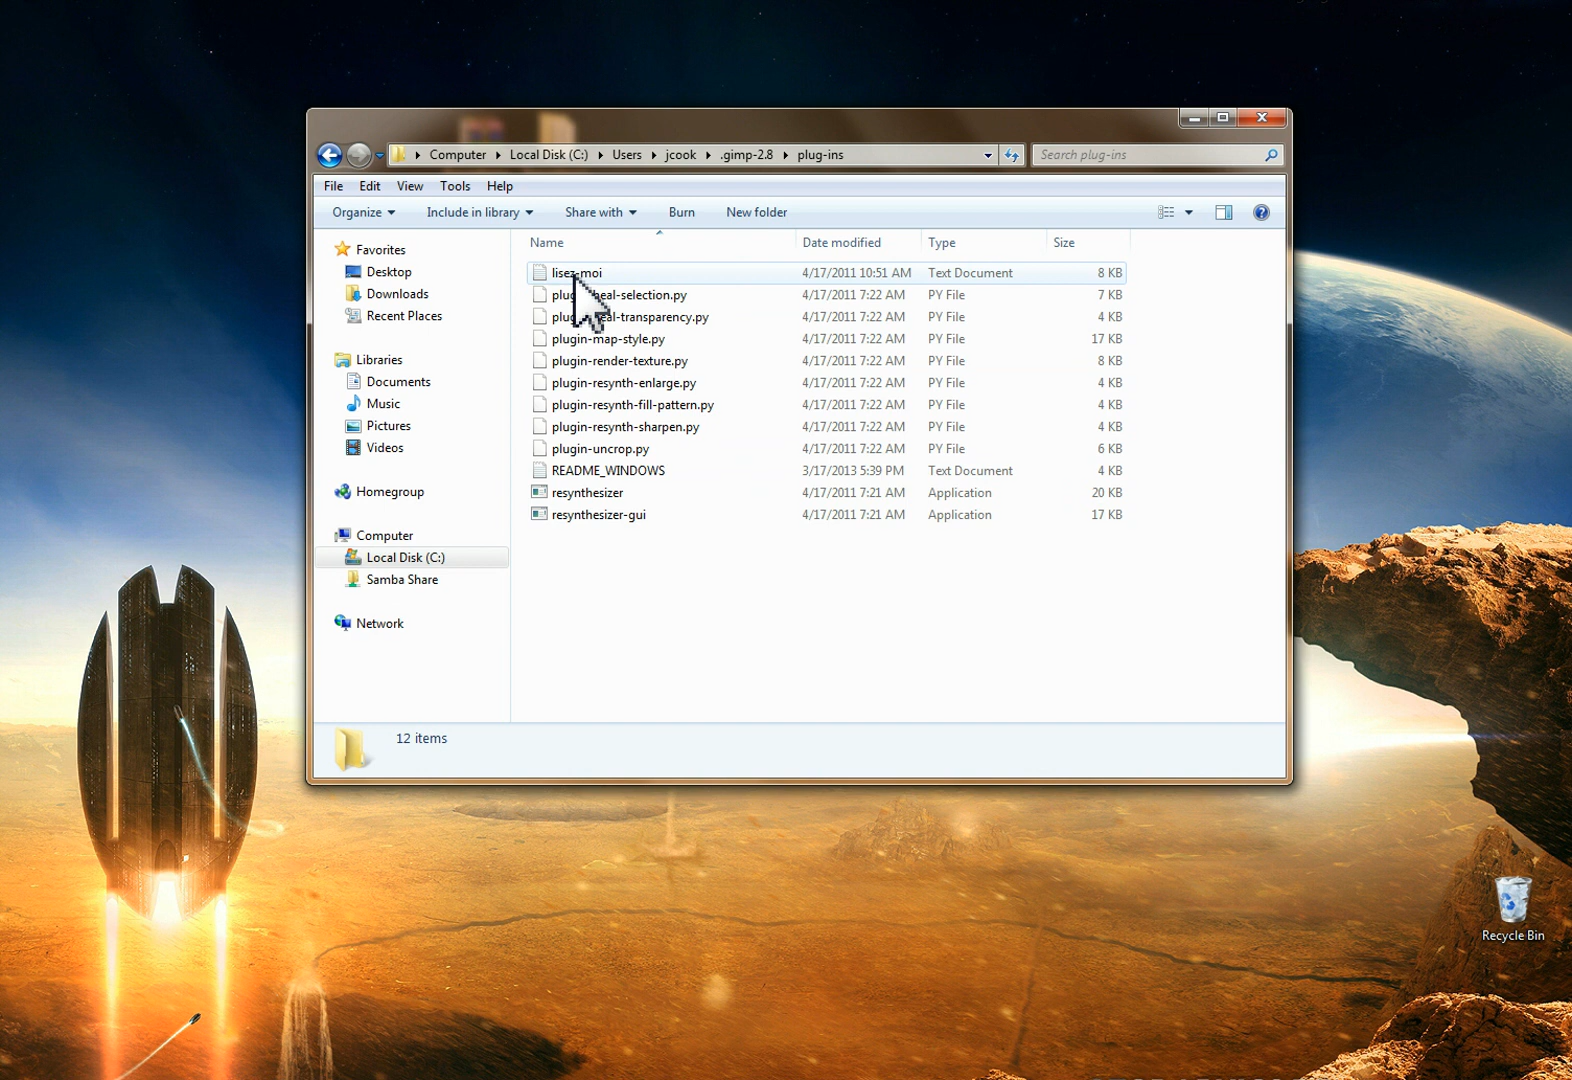 Computer Local Disk (C:) Users jcook .gimp-2.8 plug-ins Search plug-ins
File Edit View Tools Help
Organize Include in library Share with Burn New folder
Name Date modified Type Size
Favorites
Desktop
Downloads
Recent Places
Libraries
Documents
Music
Pictures
Videos
Homegroup
Computer
Local Disk (C:)
Samba Share
Network
lisez-moi 4/17/2011 10:51 AM Text Document 8 KB
heal-selection.py 4/17/2011 7:22 AM PY File 7 KB
heal-transparency.py 4/17/2011 7:22 AM PY File 4 KB
plugin-map-style.py 4/17/2011 7:22 AM PY File 17 KB
plugin-render-texture.py 4/17/2011 7:22 AM PY File 8 KB
plugin-resynth-enlarge.py 4/17/2011 7:22 AM PY File 4 KB
plugin-resynth-fill-pattern.py 4/17/2011 7:22 AM PY File 4 KB
plugin-resynth-sharpen.py 4/17/2011 7:22 AM PY File 4 KB
plugin-uncrop.py 4/17/2011 7:22 AM PY File 6 KB
README_WINDOWS 3/17/2013 5:39 PM Text Document 4 KB
resynthesizer 4/17/2011 7:21 AM Application 20 KB
resynthesizer-gui 4/17/2011 7:21 AM Application 17 KB
12 items
Recycle Bin